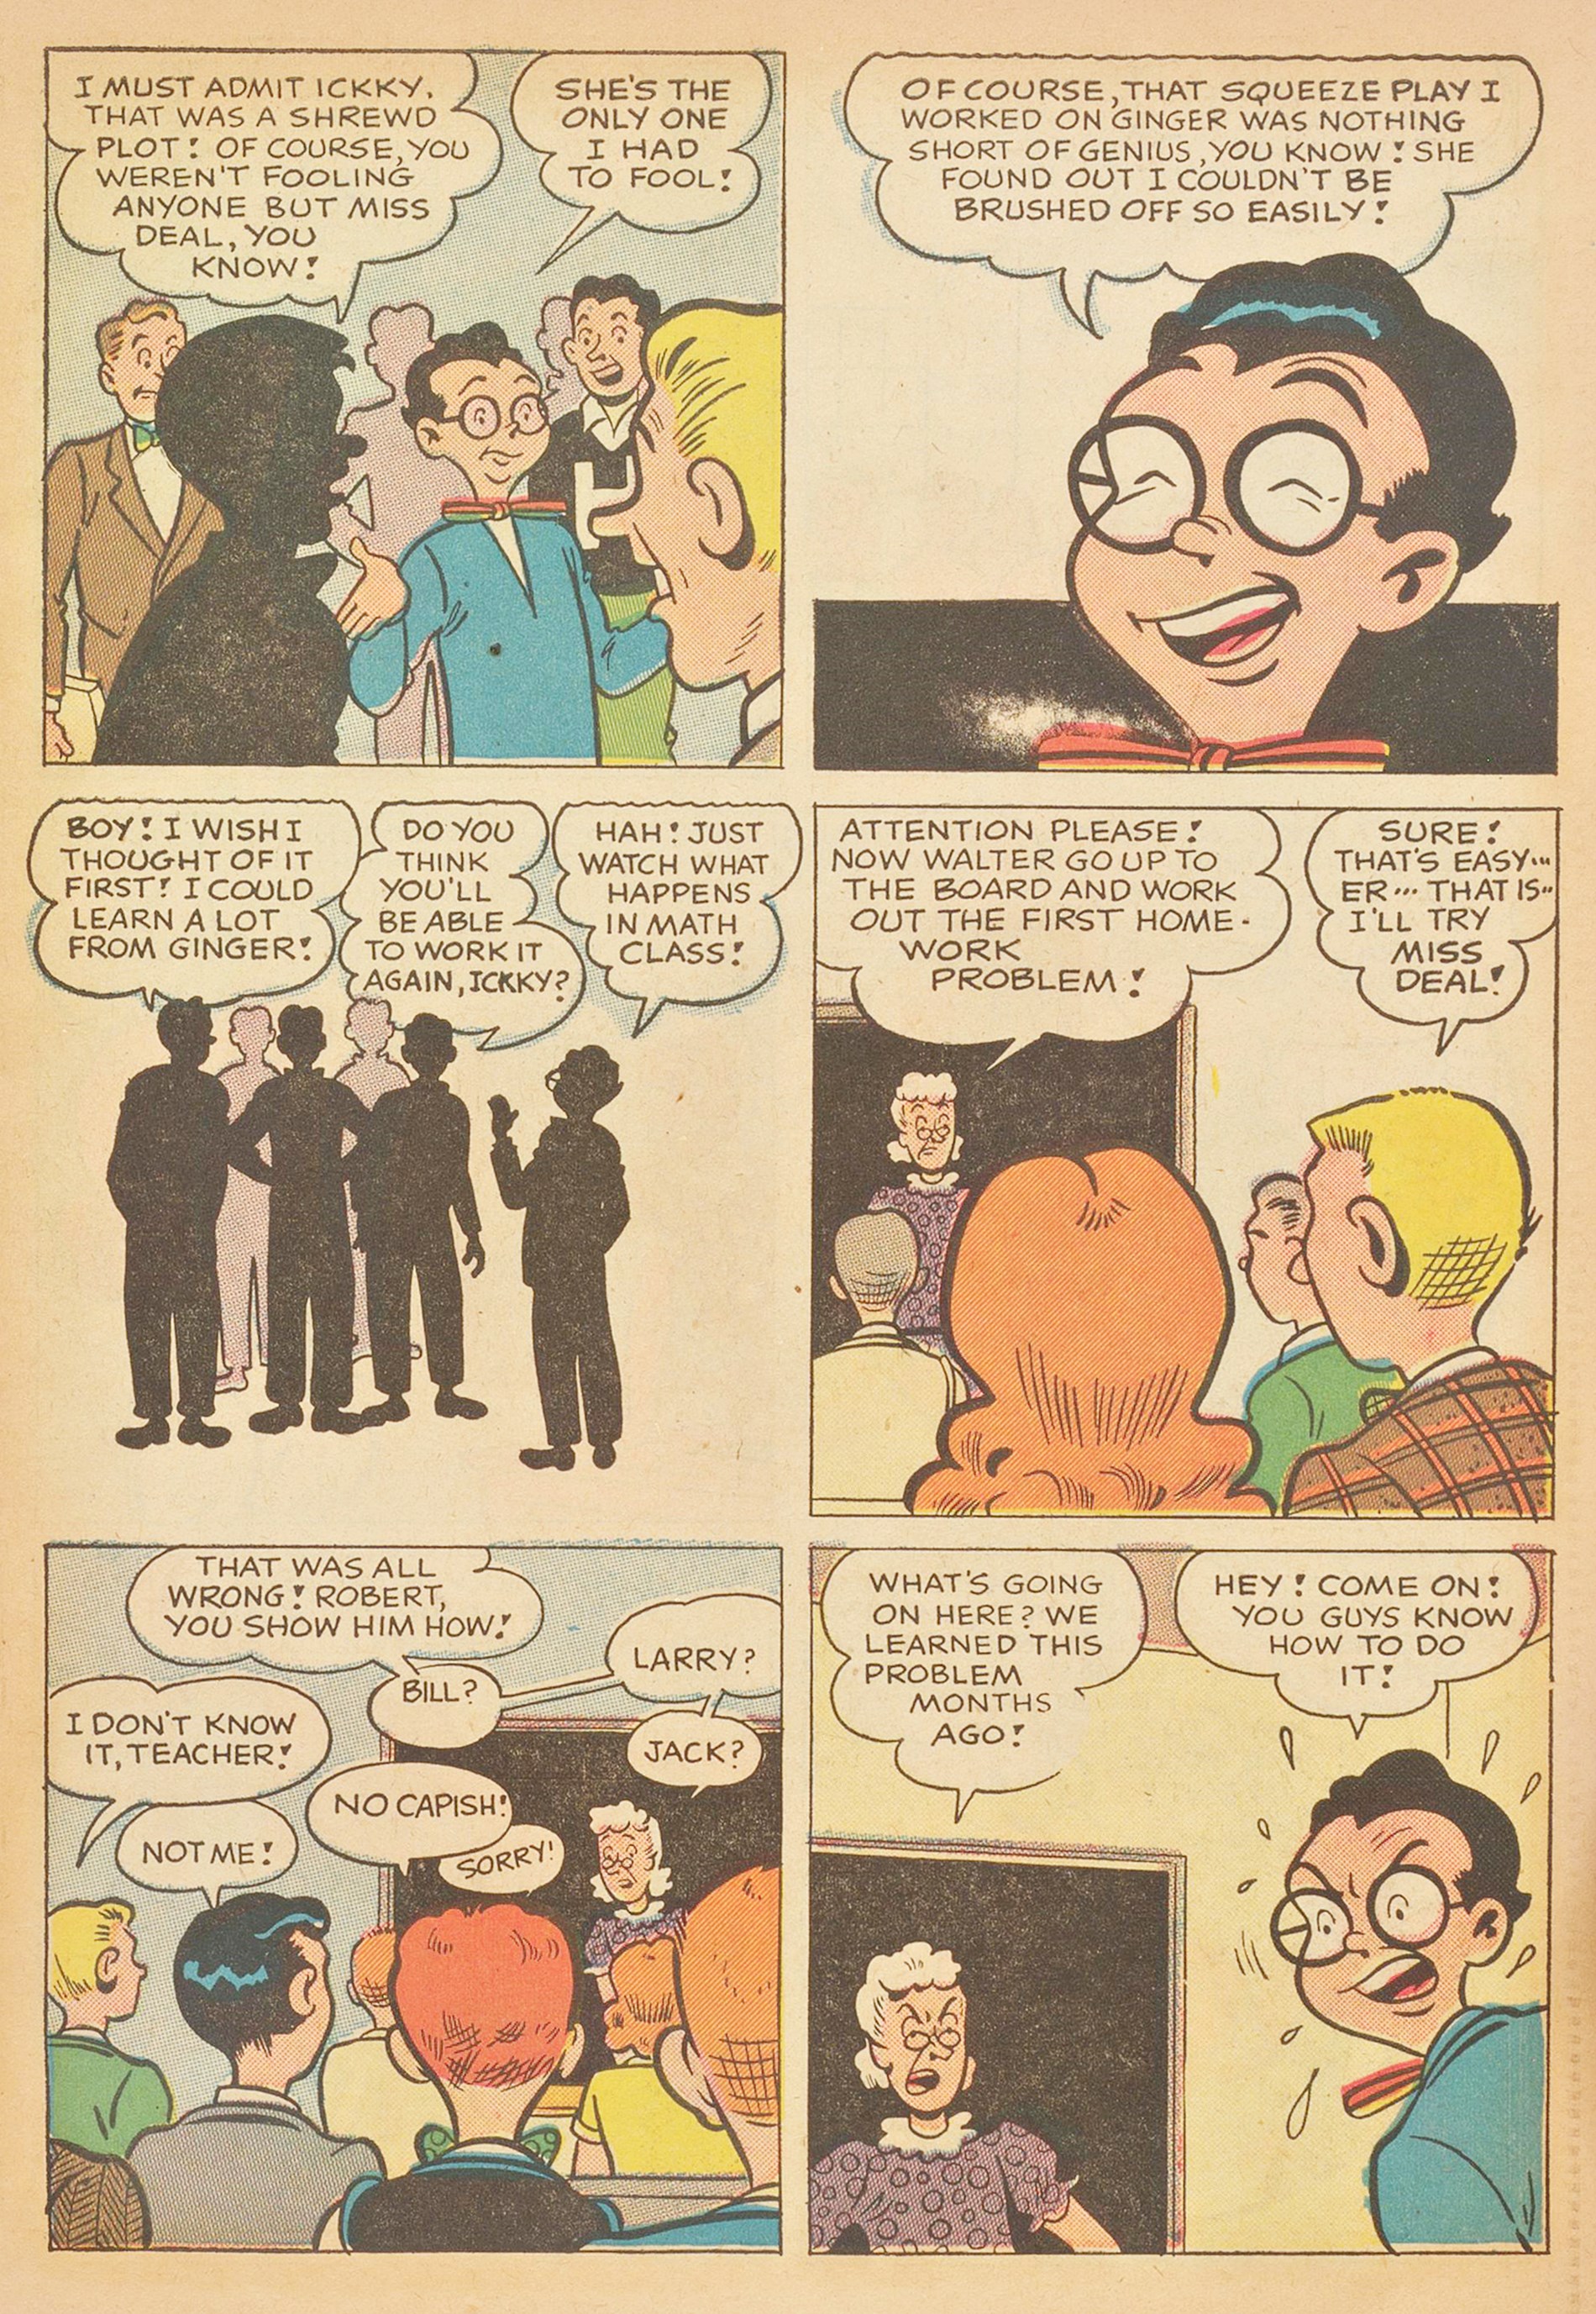 I MUST ADMIT ICKKY.
THAT WAS A SHREWD
PLOT! OF COURSE, YOU
WEREN'T FOOLING
ANYONE BUT MISS
DEAL, YOU
KNOW!
SHE'S THE
ONLY ONE
I HAD
TO FOOL!
H
OF COURSE, THAT SQUEEZE PLAY I
WORKED ON GINGER WAS NOTHING
SHORT OF GENIUS, YOU KNOW! SHE
FOUND OUT I COULDN'T BE
BRUSHED OFF SO EASILY!
BOY! I WISH I
THOUGHT OF IT
FIRST! I COULD
LEARN A LOT
FROM GINGER!
DO YOU
THINK
YOU'LL
BE ABLE
TO WORK IT
AGAIN, ICKKY?
HAH! JUST
WATCH WHAT
HAPPENS
IN MATH
CLASS!
ATTENTION PLEASE!
NOW WALTER GO UP TO
THE BOARD AND WORK
OUT THE FIRST HOME-
WORK
PROBLEM!
SURE!
THAT'S EASY...
ER... THAT IS..
I'LL TRY
MISS
DEAL!
THAT WAS ALL
WRONG! ROBERT,
YOU SHOW HIM HOW!
I DON'T KNOW
IT, TEACHER!
BILL?
NOT ME!
LARRY?
NO CAPISH!
JACK?
SORRY!
WHAT'S GOING
ON HERE? WE
LEARNED THIS
PROBLEM
MONTHS
AGO!
HEY! COME ON!
YOU GUYS KNOW
HOW TO DO
IT!